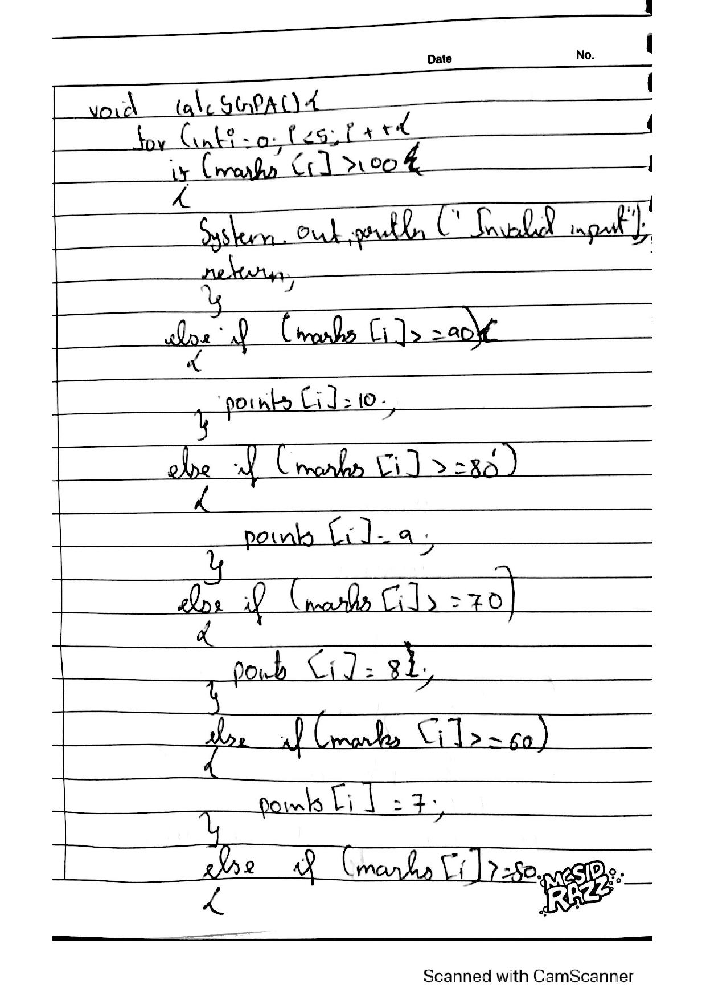 Date No.
void calcSGPA(){
for (int i=0; i<5; i++{
if (marks [i] >100
{
System.out.println ("Invalid input");
return;
}
else if (marks [i] >=90){
{
points [i]=10;
}
else if (marks [i] >=80)
{
points [i]=9;
}
else if (marks [i] >=70)
{
points [i] = 8;
}
else if (marks [i] >=60)
{
points [i] = 7;
}
else if (marks [i] >=50
{
MCSID
RAZZ
Scanned with CamScanner